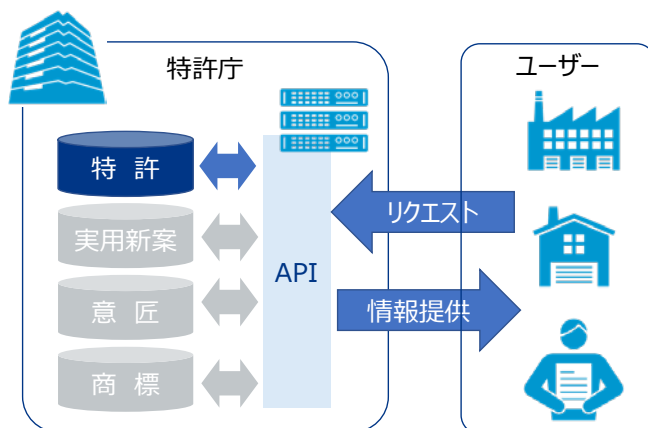 特許庁
ユーザー
特 許
実用新案
意 匠
商 標
API
リクエスト
情報提供